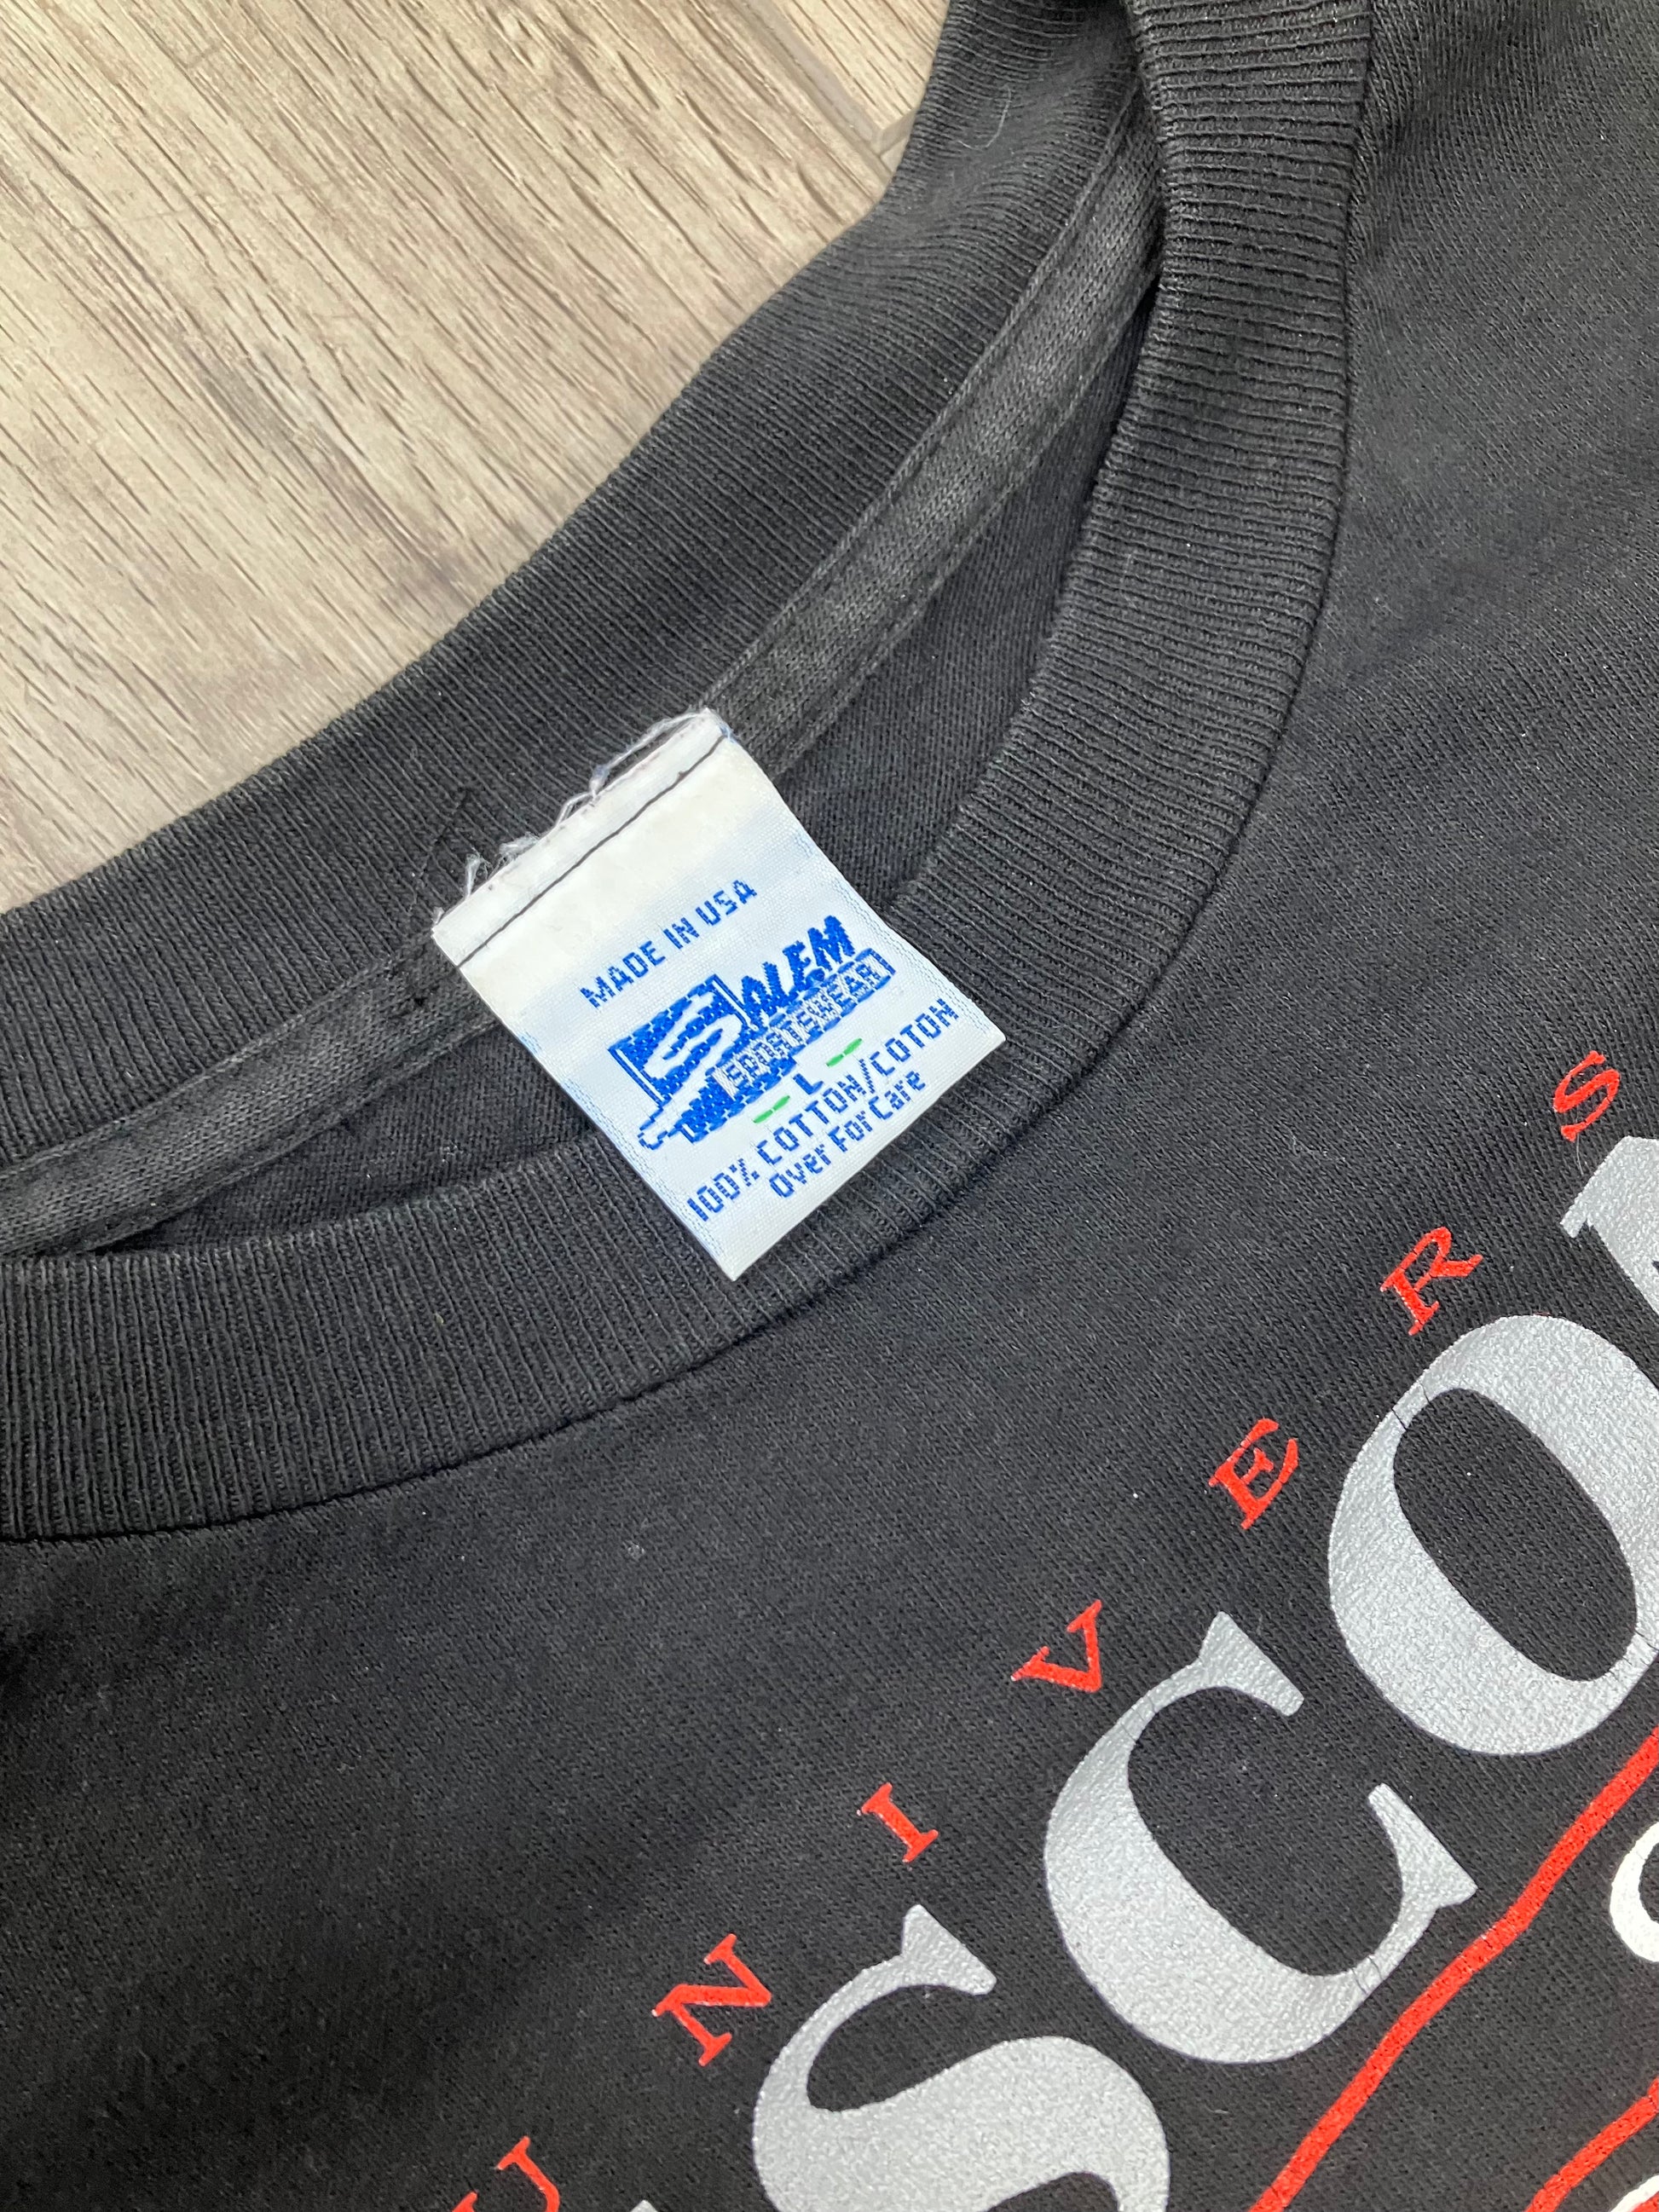 MADE IN USA
SALEM
SPORTSWEAR
L
100% COTTON/COTON
Over For Care
UNIVERS
SCO